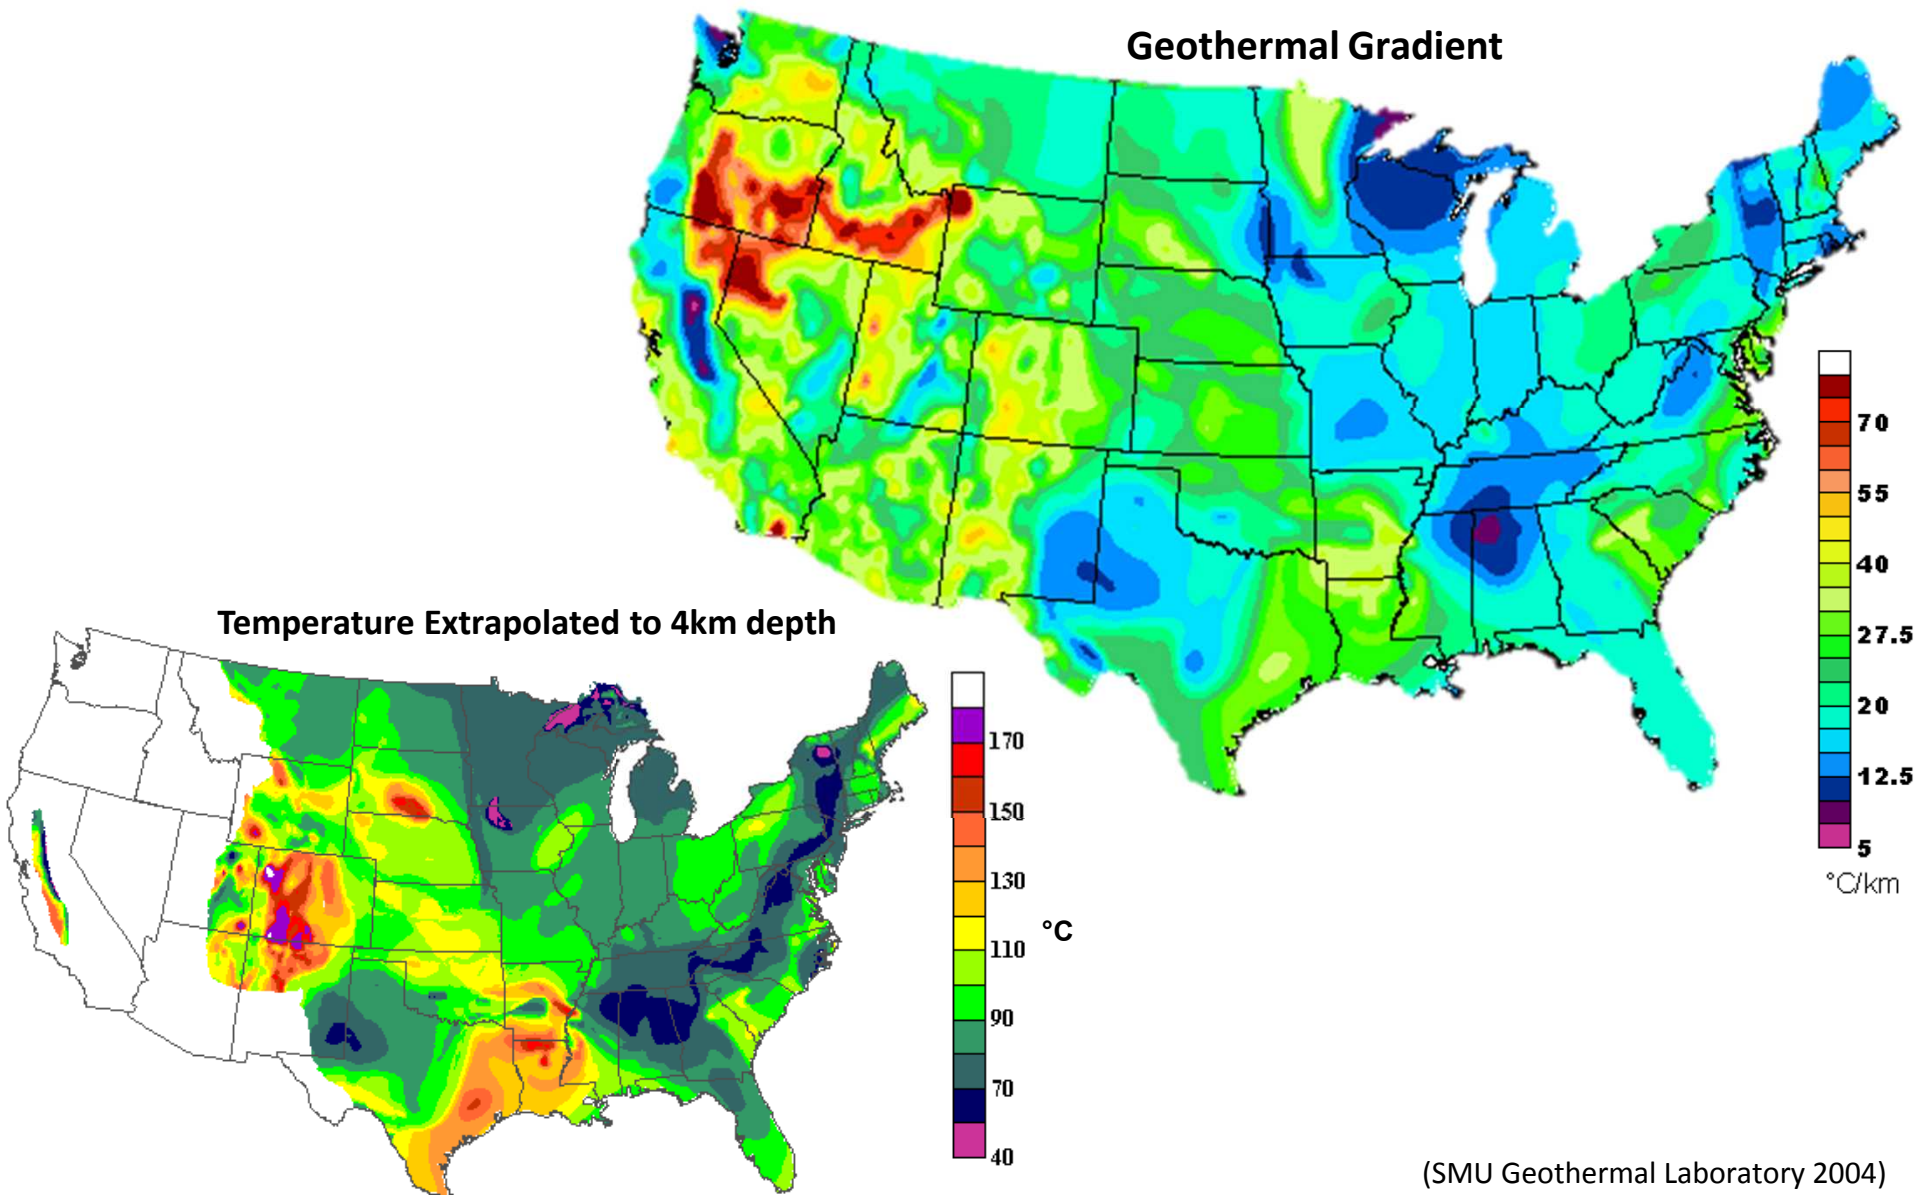 Geothermal Gradient
70
55
40
27.5
20
12.5
5
°C/km
Temperature Extrapolated to 4km depth
170
150
130
110
90
70
40
°C
(SMU Geothermal Laboratory 2004)